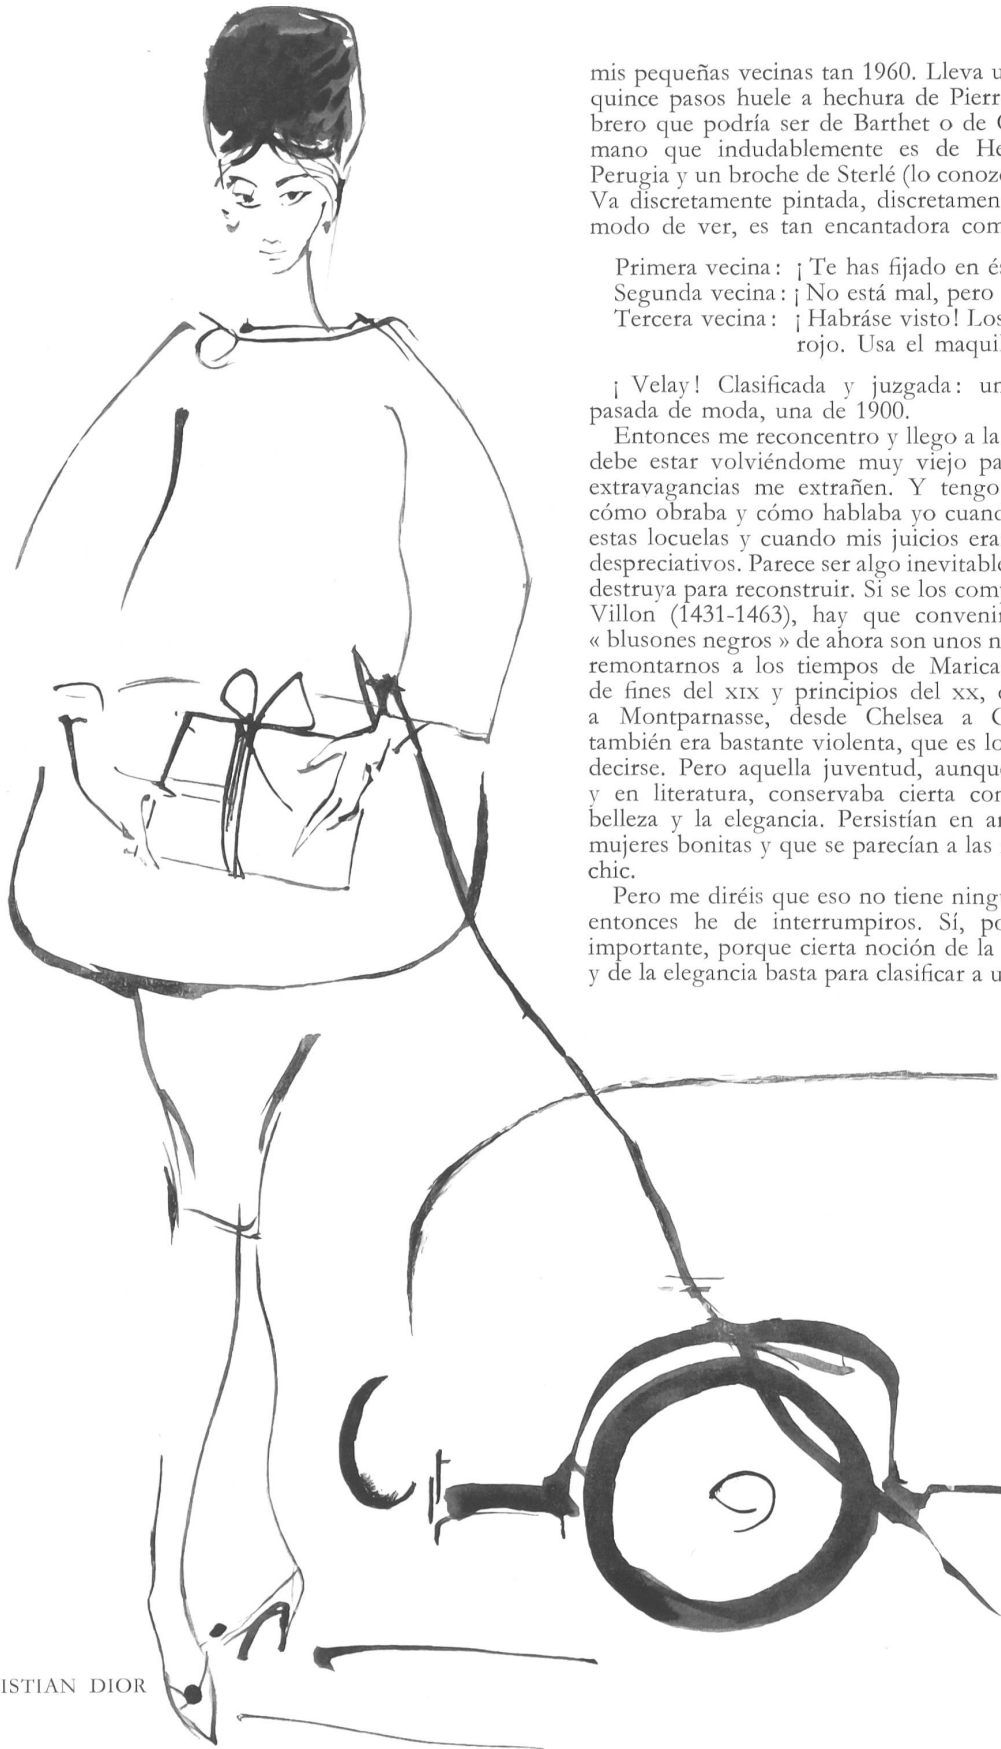 mis pequeñas vecinas tan 1960. Lleva u
quince pasos huele a hechura de Pierr
brero que podría ser de Barthet o de
mano que indudablemente es de He
Perugia y un broche de Sterlé (lo conoz
Va discretamente pintada, discretamen
modo de ver, es tan encantadora com
Primera vecina: ¡Te has fijado en és
Segunda vecina: ¡No está mal, pero
Tercera vecina: ¡Habráse visto! Los
rojo. Usa el maqui
¡Velay! Clasificada y juzgada: un
pasada de moda, una de 1900.
Entonces me reconcentro y llego a la
debe estar volviéndome muy viejo pa
extravagancias me extrañen. Y tengo
cómo obraba y cómo hablaba yo cuand
estas locuelas y cuando mis juicios era
despreciativos. Parece ser algo inevitable
destruya para reconstruir. Si se los comp
Villon (1431-1463), hay que convenir
« blusones negros » de ahora son unos n
remontarnos a los tiempos de Marica
de fines del XIX y principios del XX,
a Montparnasse, desde Chelsea a
también era bastante violenta, que es lo
decirse. Pero aquella juventud, aunque
y en literatura, conservaba cierta con
belleza y la elegancia. Persistían en a
mujeres bonitas y que se parecían a las
chic.
Pero me diréis que eso no tiene ning
entonces he de interrumpiros. Sí, po
importante, porque cierta noción de la
y de la elegancia basta para clasificar a u
ISTIAN DIOR